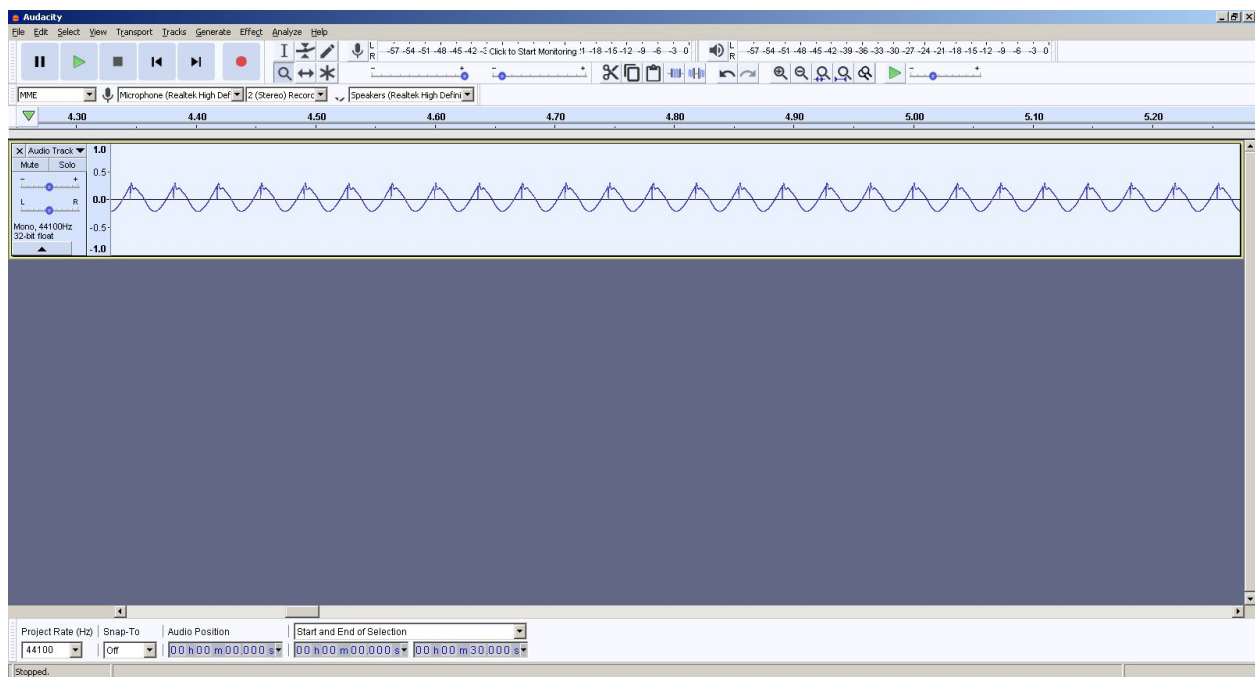 Audacity
File Edit Select View Transport Tracks Generate Effect Analyze Help
L R -57 -54 -51 -48 -45 -42 -3 Click to Start Monitoring !1 -18 -15 -12 -9 -6 -3 0
L R -57 -54 -51 -48 -45 -42 -39 -36 -33 -30 -27 -24 -21 -18 -15 -12 -9 -6 -3 0
- + - + - +
MME Microphone (Realtek High Def 2 (Stereo) Recorc Speakers (Realtek High Defini
4.30 4.40 4.50 4.60 4.70 4.80 4.90 5.00 5.10 5.20
X Audio Track 1.0
Mute Solo 0.5
- +
L R 0.0
Mono, 44100Hz -0.5
32-bit float
-1.0
Project Rate (Hz) Snap-To Audio Position Start and End of Selection
44100 Off 00 h 00 m 00.000 s 00 h 00 m 00.000 s 00 h 00 m 30.000 s
Stopped.